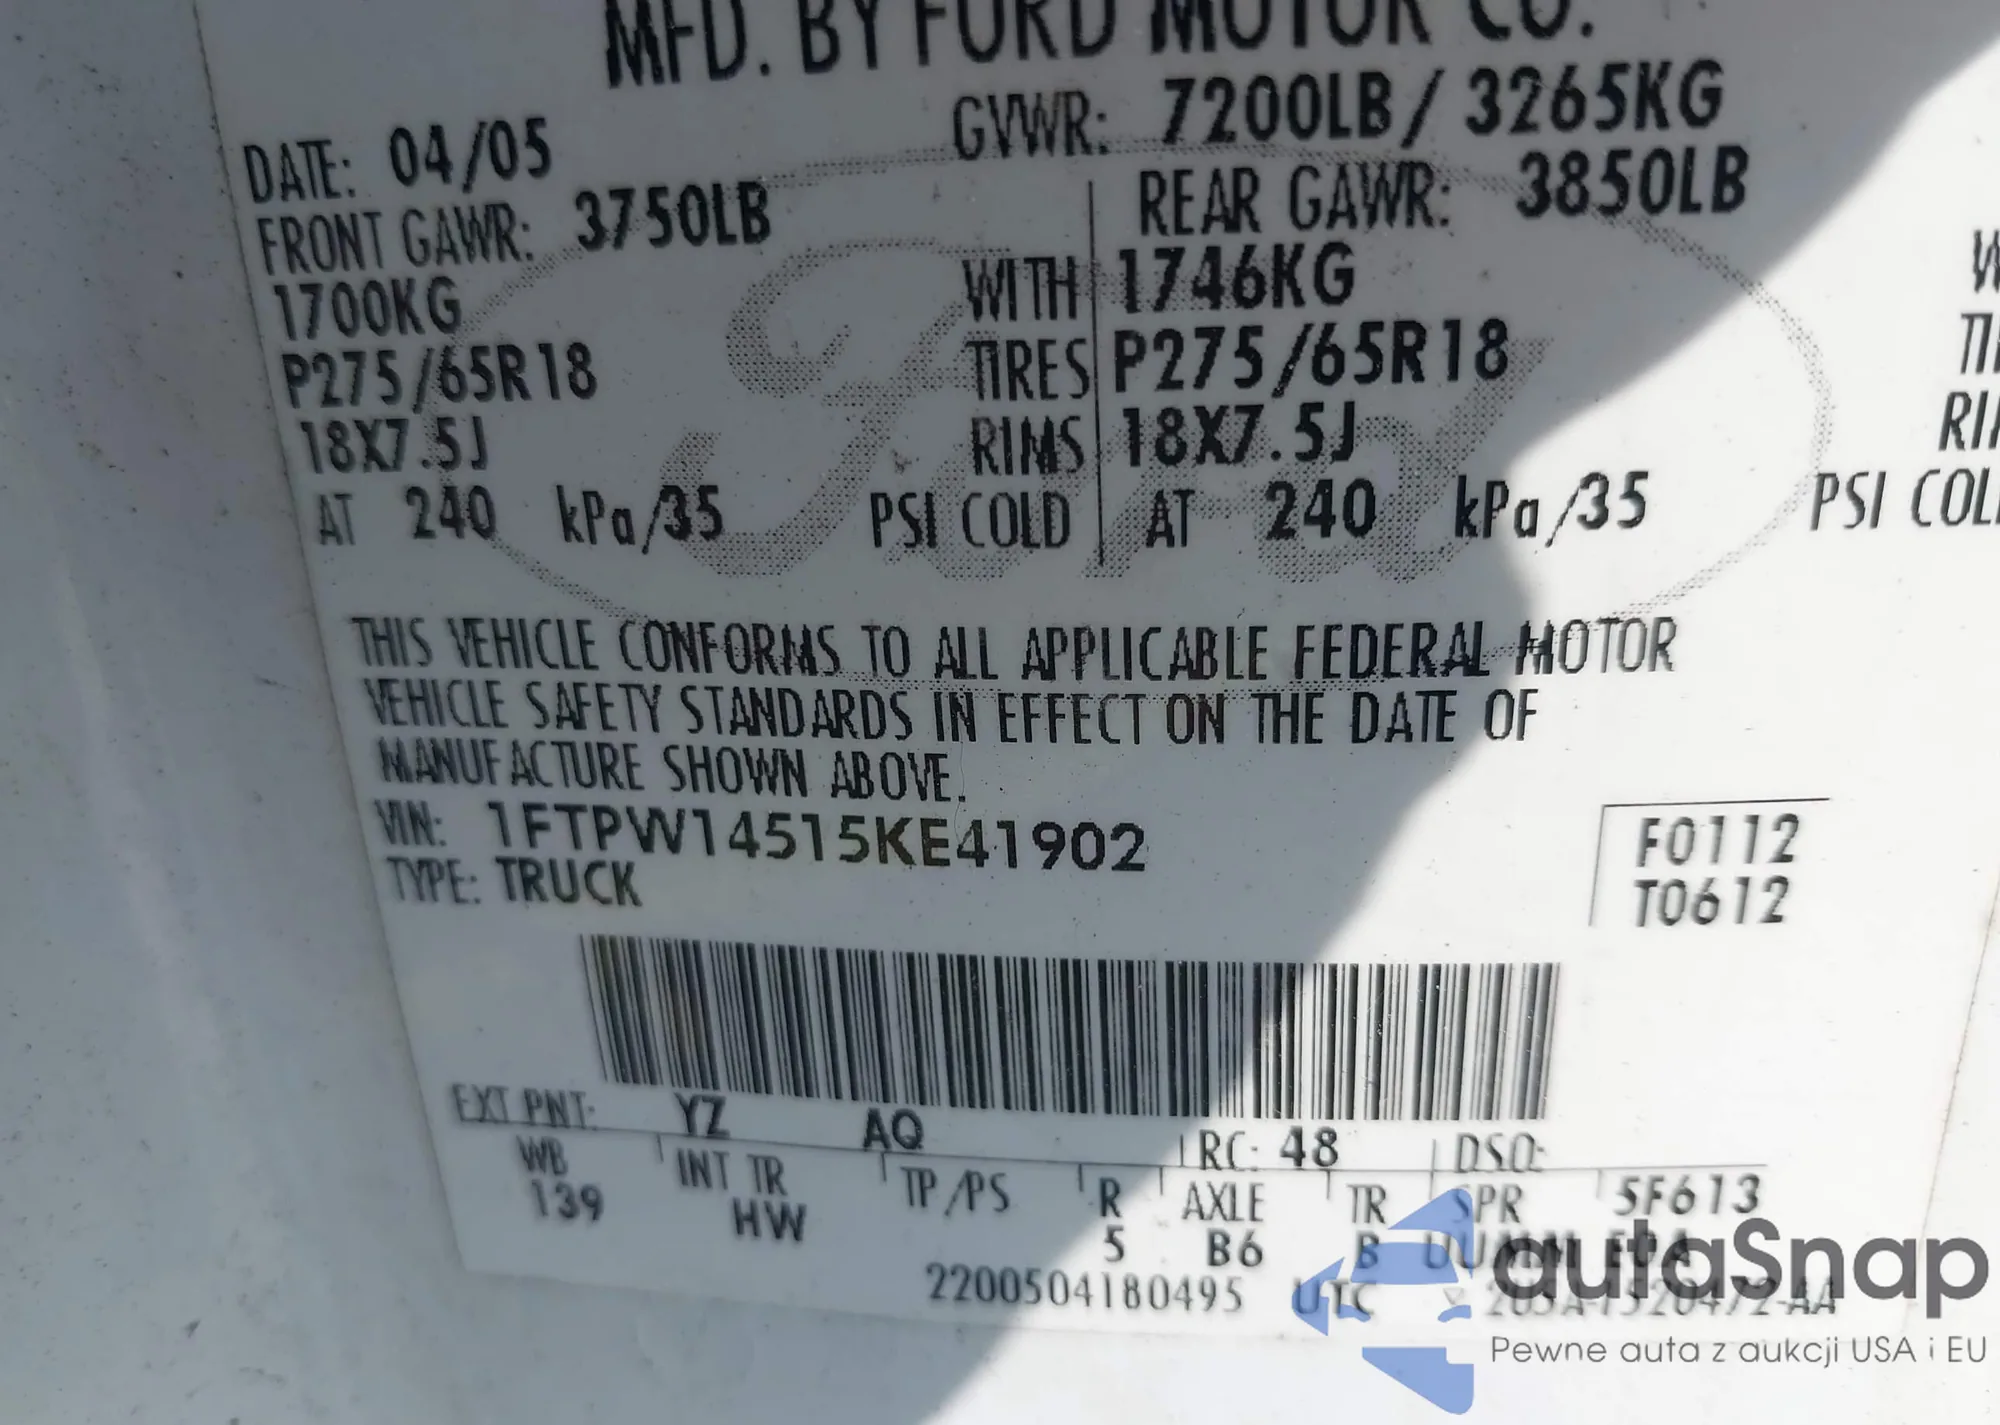 MFD. BY FORD MOTOR CO.
DATE: 04/05 GVWR: 7200LB / 3265KG
FRONT GAWR: 3750LB REAR GAWR: 3850LB
1700KG WITH 1746KG
P275/65R18 TIRES P275/65R18
18X7.5J RIMS 18X7.5J
AT 240 kPa/35 PSI COLD AT 240 kPa/35 PSI COL
THIS VEHICLE CONFORMS TO ALL APPLICABLE FEDERAL MOTOR
VEHICLE SAFETY STANDARDS IN EFFECT ON THE DATE OF
MANUFACTURE SHOWN ABOVE.
VIN: 1FTPW14515KE41902
TYPE: TRUCK
F0112
T0612
Ford
EXT PNT: YZ AQ RC: 48 DSO:
WB INT TR TP/PS R AXLE TR SPR 5F613
139 HW 5 B6 B
2200504180495 UTC
autaSnap
Pewne auta z aukcji USA i EU